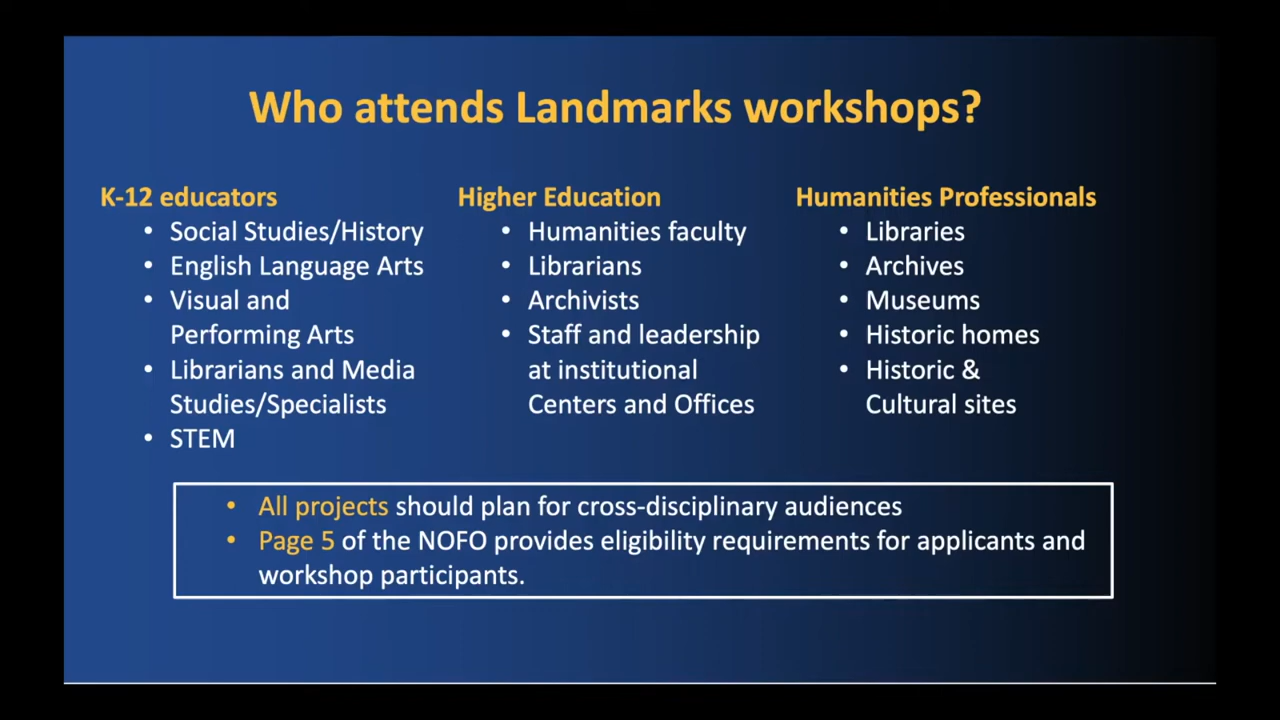 Who attends Landmarks workshops?
K-12 educators
• Social Studies/History
• English Language Arts
• Visual and
Performing Arts
• Librarians and Media
Studies/Specialists
• STEM
Higher Education
• Humanities faculty
• Librarians
• Archivists
• Staff and leadership
at institutional
Centers and Offices
Humanities Professionals
• Libraries
• Archives
• Museums
• Historic homes
• Historic &
Cultural sites
• All projects should plan for cross-disciplinary audiences
• Page 5 of the NOFO provides eligibility requirements for applicants and
workshop participants.